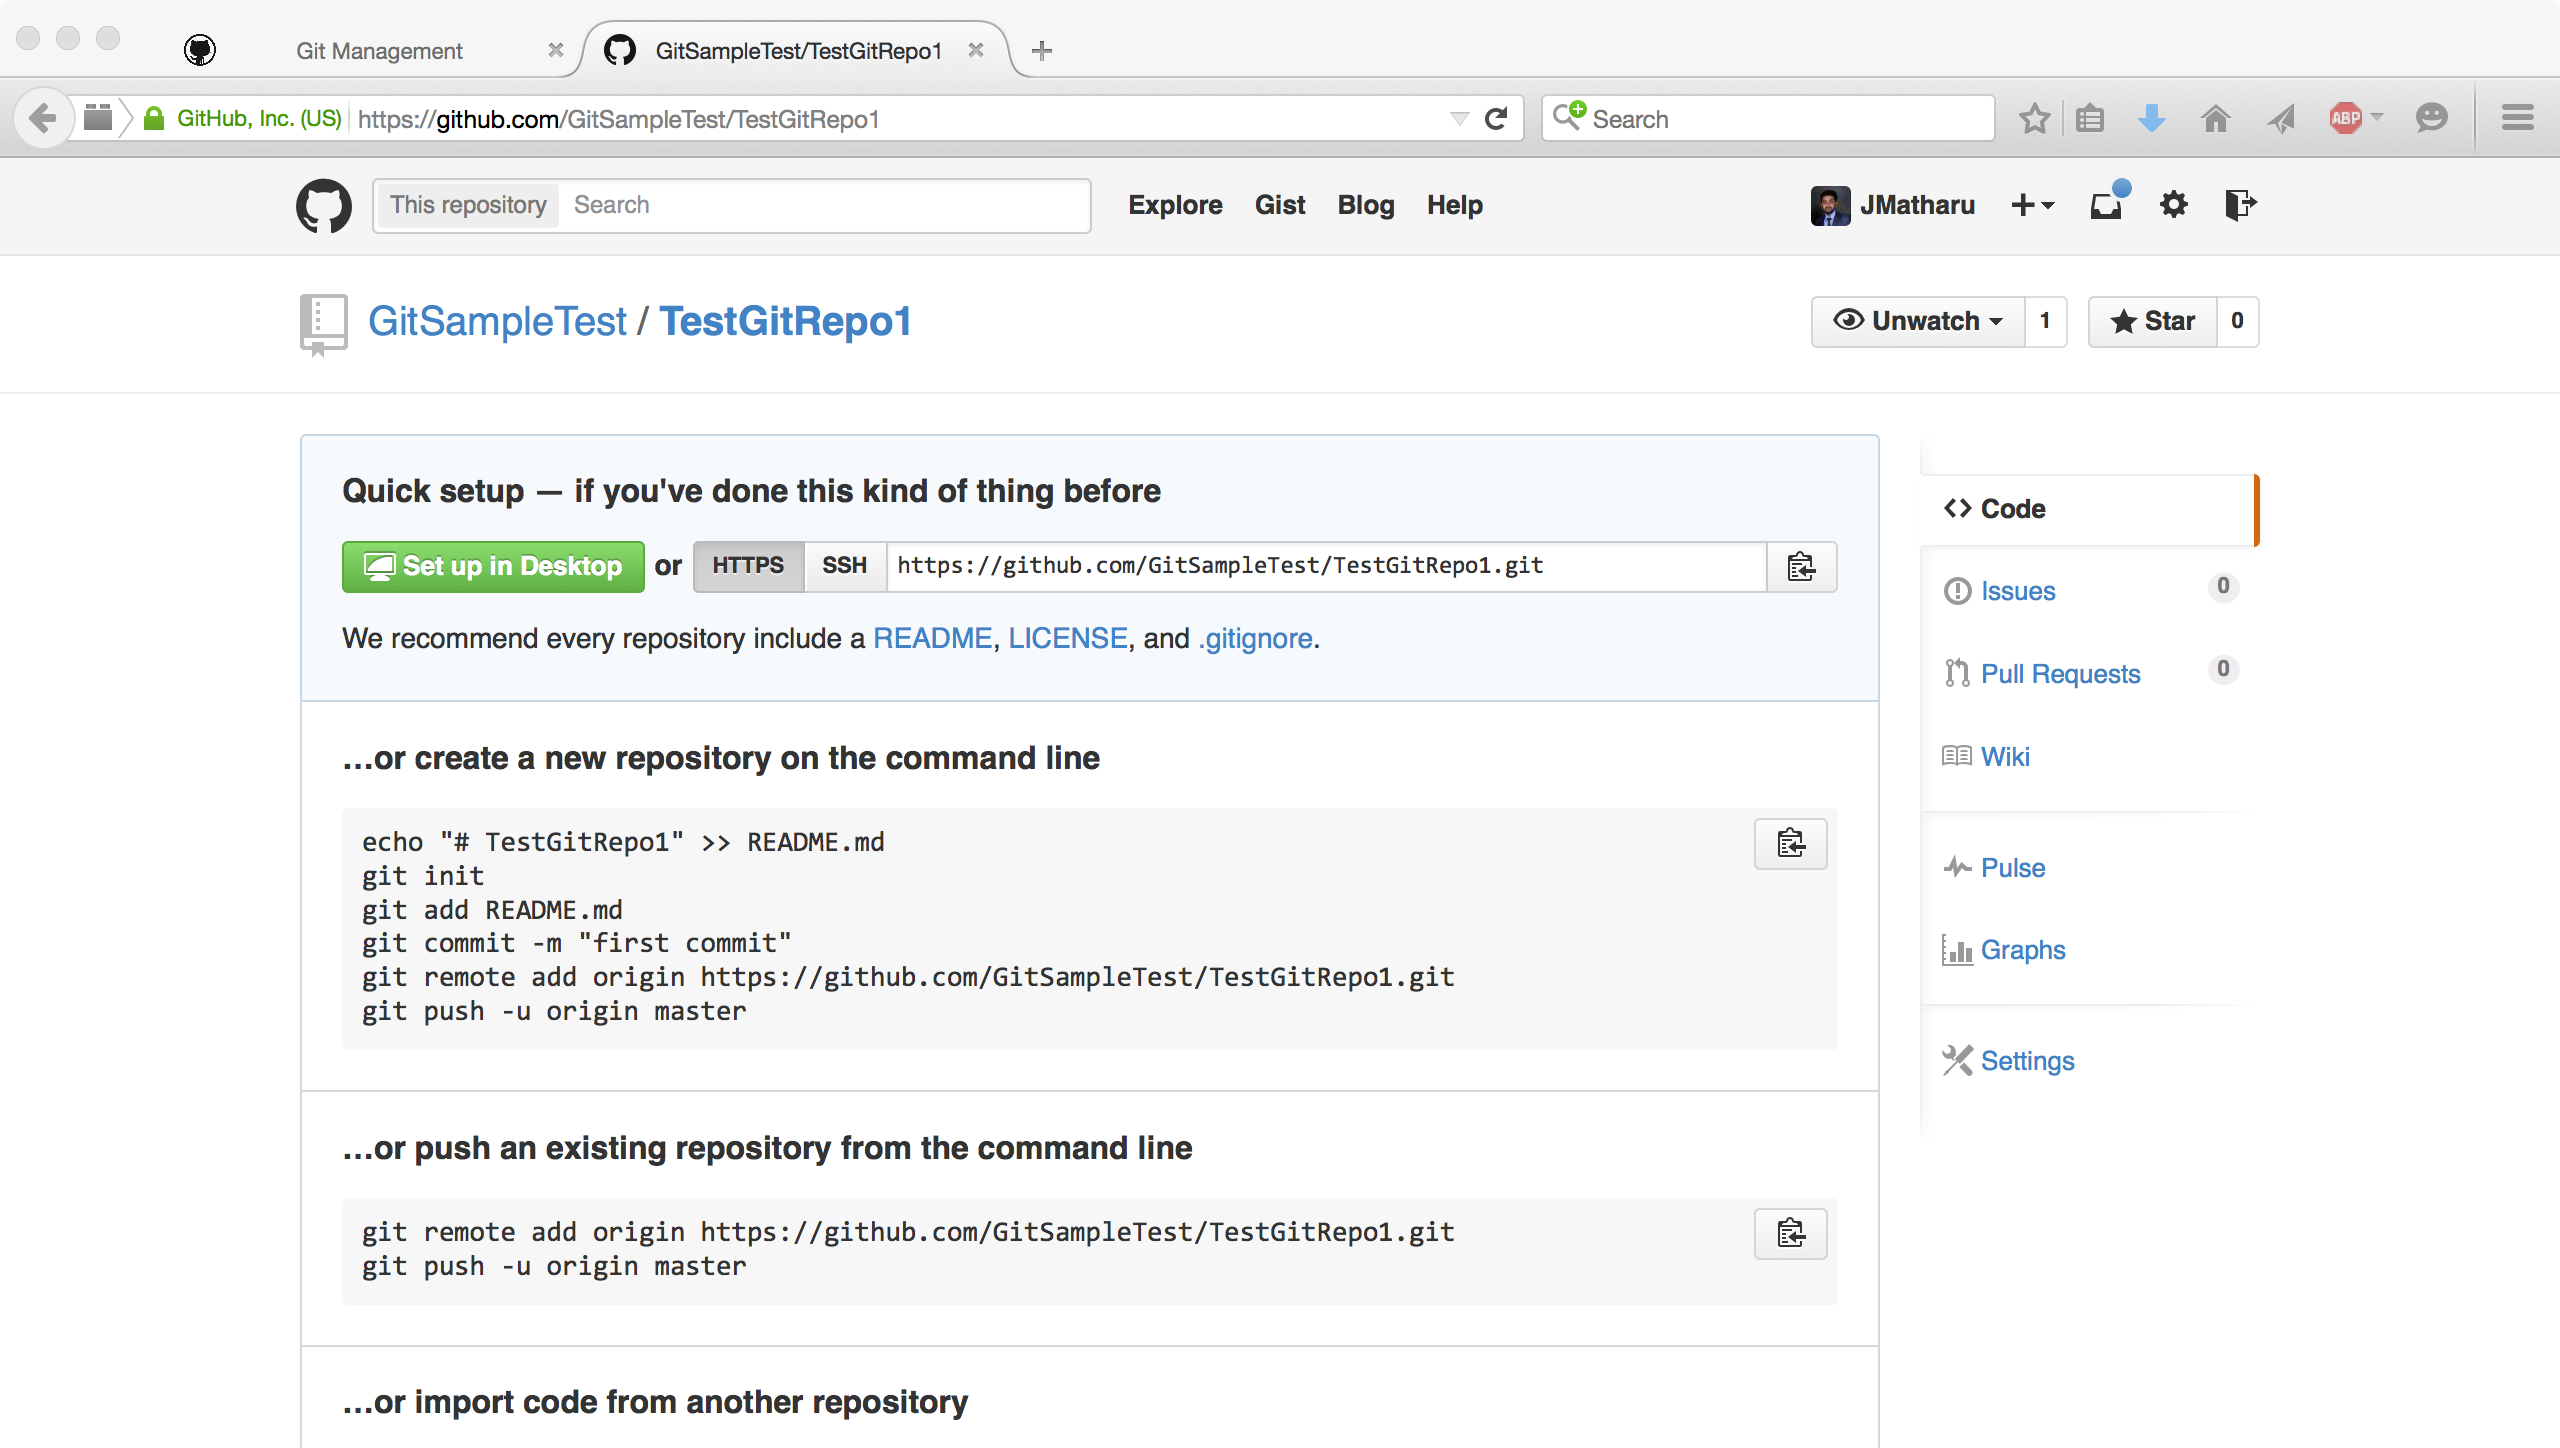 Git Management
GitSampleTest/TestGitRepo1
GitHub, Inc. (US)
https://github.com/GitSampleTest/TestGitRepo1
Search
ABP
This repository
Search
Explore
Gist
Blog
Help
JMatharu
GitSampleTest / TestGitRepo1
Unwatch
1
Star
0
Quick setup — if you've done this kind of thing before
Set up in Desktop
or
HTTPS
SSH
https://github.com/GitSampleTest/TestGitRepo1.git
We recommend every repository include a README, LICENSE, and .gitignore.
…or create a new repository on the command line
echo "# TestGitRepo1" >> README.md
git init
git add README.md
git commit -m "first commit"
git remote add origin https://github.com/GitSampleTest/TestGitRepo1.git
git push -u origin master
…or push an existing repository from the command line
git remote add origin https://github.com/GitSampleTest/TestGitRepo1.git
git push -u origin master
…or import code from another repository
Code
Issues
0
Pull Requests
0
Wiki
Pulse
Graphs
Settings